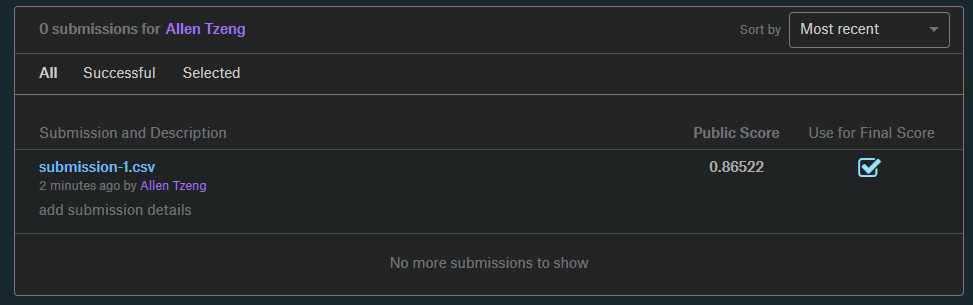 0 submissions for Allen Tzeng Sort by Most recent
All Successful Selected
Submission and Description Public Score Use for Final Score
submission-1.csv 0.86522
2 minutes ago by Allen Tzeng
add submission details
No more submissions to show